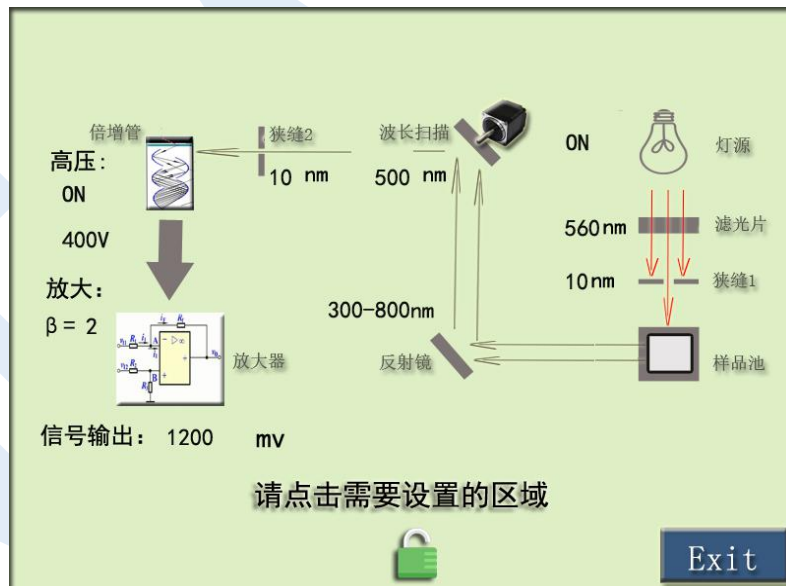 倍增管
狭缝2
波长扫描
ON
灯源
高压:
ON
10 nm
500 nm
400V
560nm
滤光片
放大:
10nm
狭缝1
300-800nm
β= 2
放大器
反射镜
样品池
信号输出: 1200 mv
请点击需要设置的区域
Exit